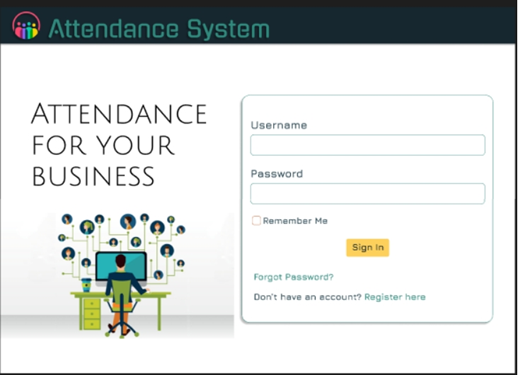 Attendance System
ATTENDANCE
FOR YOUR
BUSINESS
Username
Password
Remember Me
Sign In
Forgot Password?
Don't have an account? Register here